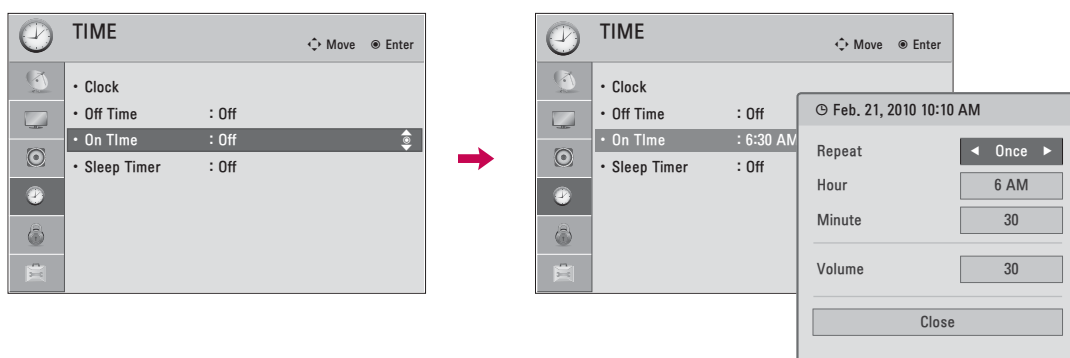 TIME
Move Enter
• Clock
• Off Time : Off
• On TIme : Off
• Sleep Timer : Off
TIME
Move Enter
• Clock
• Off Time : Off
• On TIme : 6:30 AM
• Sleep Timer : Off
Feb. 21, 2010 10:10 AM
Repeat ◄ Once ►
Hour 6 AM
Minute 30
Volume 30
Close